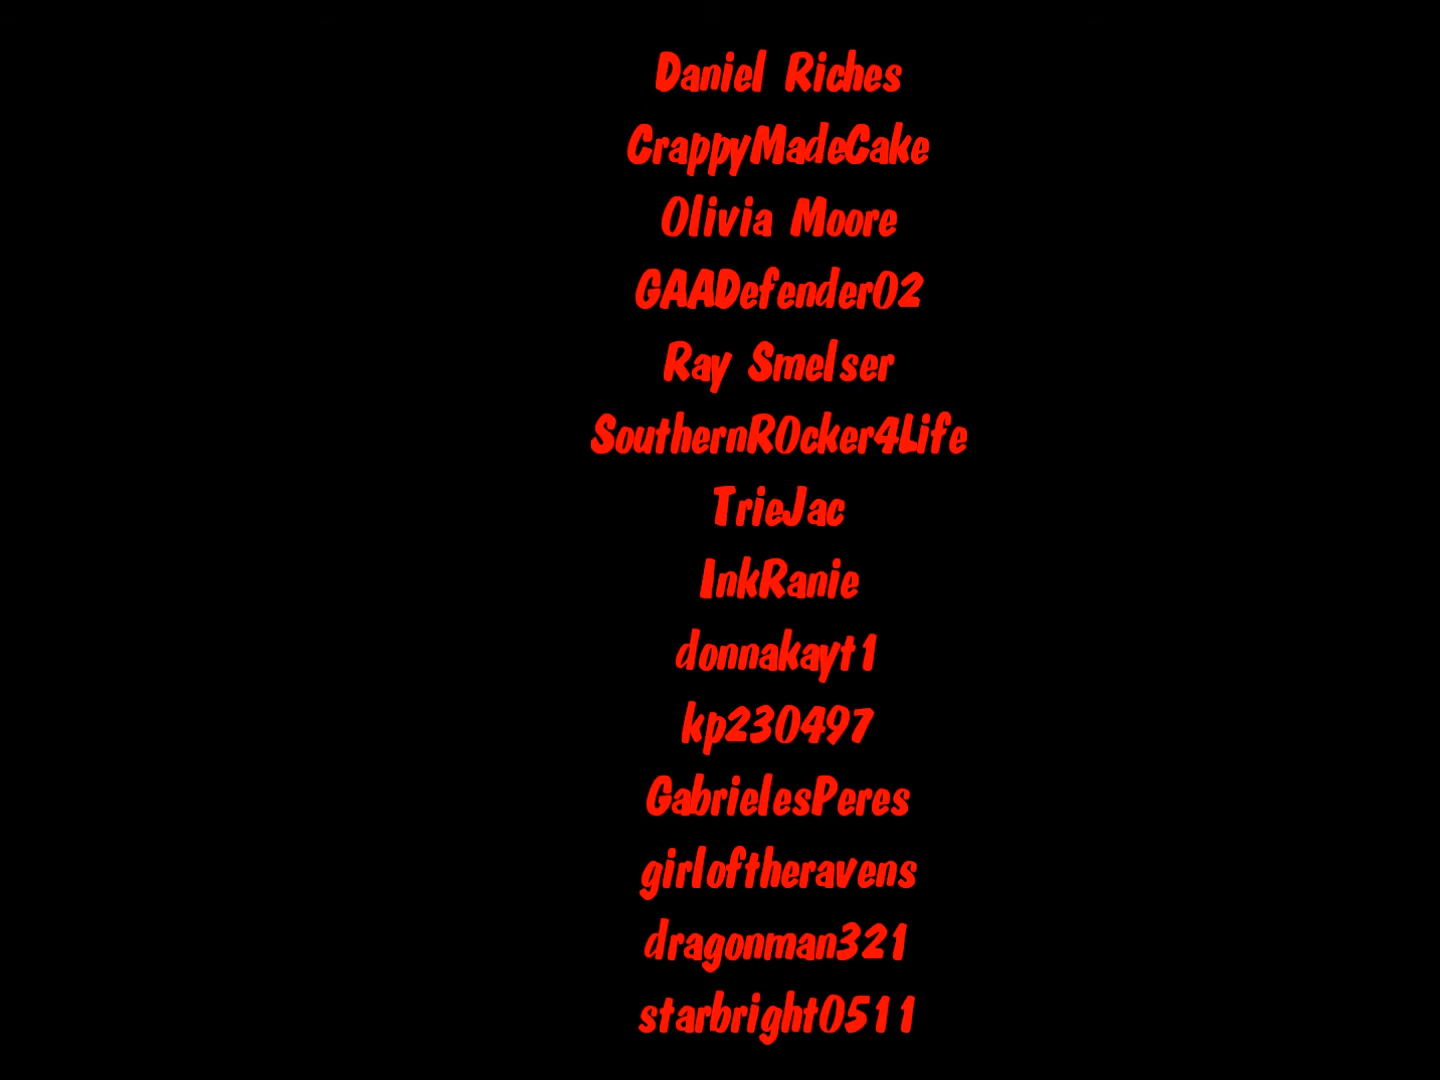 Daniel Riches
CrappyMadeCake
Olivia Moore
GAADefender02
Ray Smelser
SouthernR0cker4Life
TrieJac
InkRanie
donnakayt1
kp230497
GabrielesPeres
girloftheravens
dragonman321
starbright0511